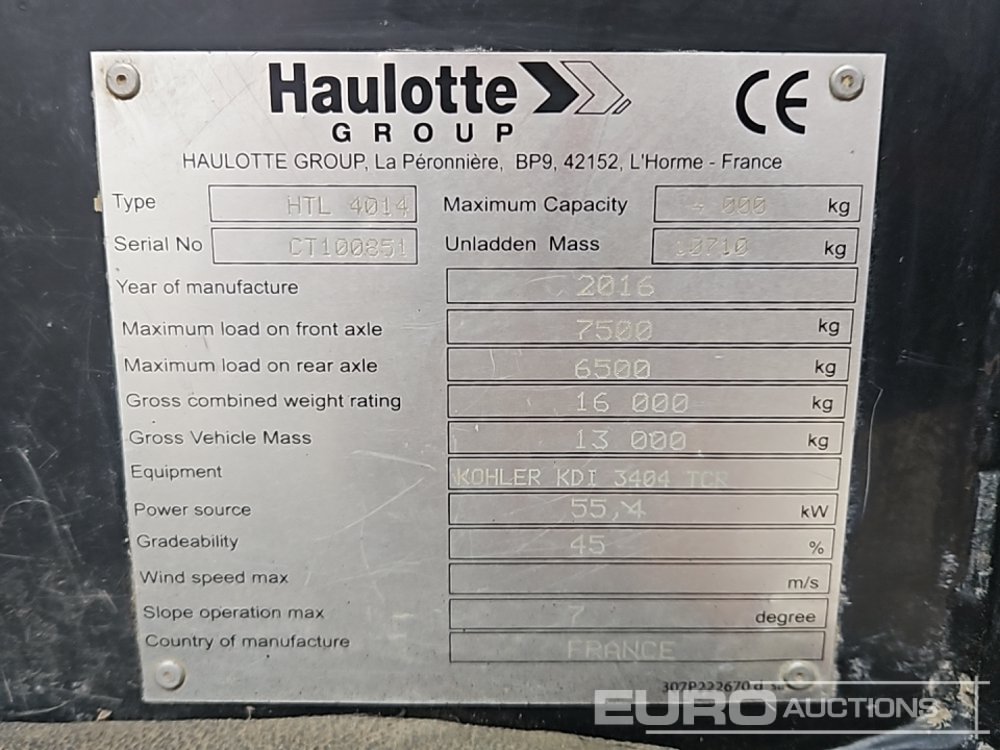 Haulotte
GROUP
CE
HAULOTTE GROUP, La Péronnière, BP9, 42152, L'Horme - France
Type HTL 4014 Maximum Capacity 4 000 kg
Serial No CT100851 Unladden Mass 10710 kg
Year of manufacture 2016
Maximum load on front axle 7500 kg
Maximum load on rear axle 6500 kg
Gross combined weight rating 16 000 kg
Gross Vehicle Mass 13 000 kg
Equipment KOHLER KDI 3404 TCR
Power source 55,4 kW
Gradeability 45 %
Wind speed max m/s
Slope operation max 7 degree
Country of manufacture FRANCE
307P222670
EURO AUCTIONS